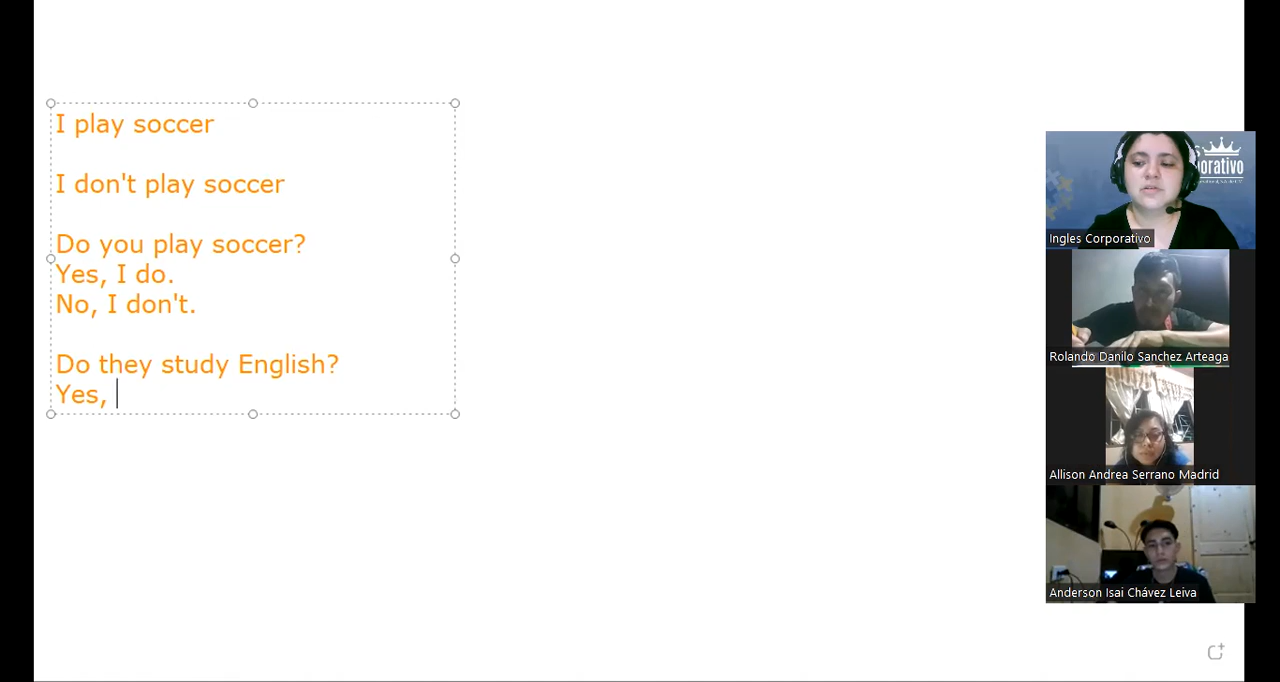 I play soccer
I don't play soccer
Do you play soccer?
Yes, I do.
No, I don't.
Do they study English?
Yes,
orativo
Ingles Corporativo
Rolando Danilo Sanchez Arteaga
Allison Andrea Serrano Madrid
Anderson Isai Chávez Leiva